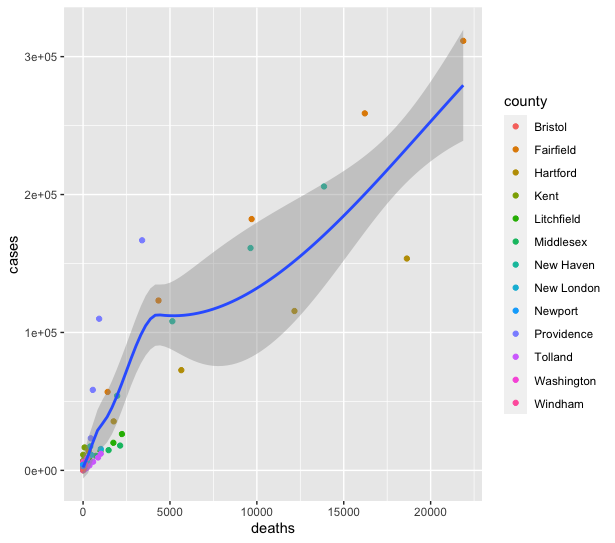 3e+05
2e+05
1e+05
0e+00
cases
0
5000
10000
15000
20000
deaths
county
Bristol
Fairfield
Hartford
Kent
Litchfield
Middlesex
New Haven
New London
Newport
Providence
Tolland
Washington
Windham